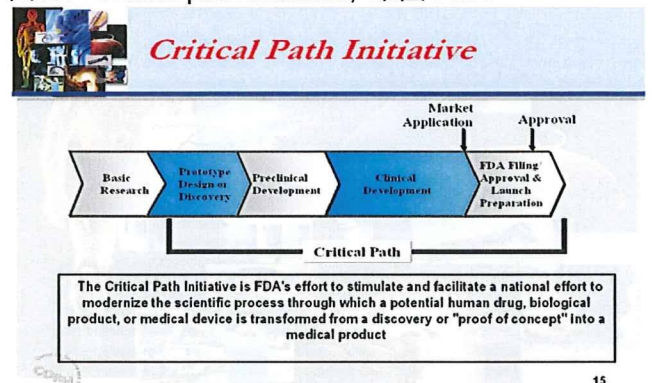 Critical Path Initiative
Market
Application
Approval
Basic
Research
Prototype
Design or
Discovery
Preclinical
Development
Clinical
Development
FDA Filing/
Approval &
Launch
Preparation
Critical Path
The Critical Path Initiative is FDA's effort to stimulate and facilitate a national effort to
modernize the scientific process through which a potential human drug, biological
product, or medical device is transformed from a discovery or "proof of concept" into a
medical product
15